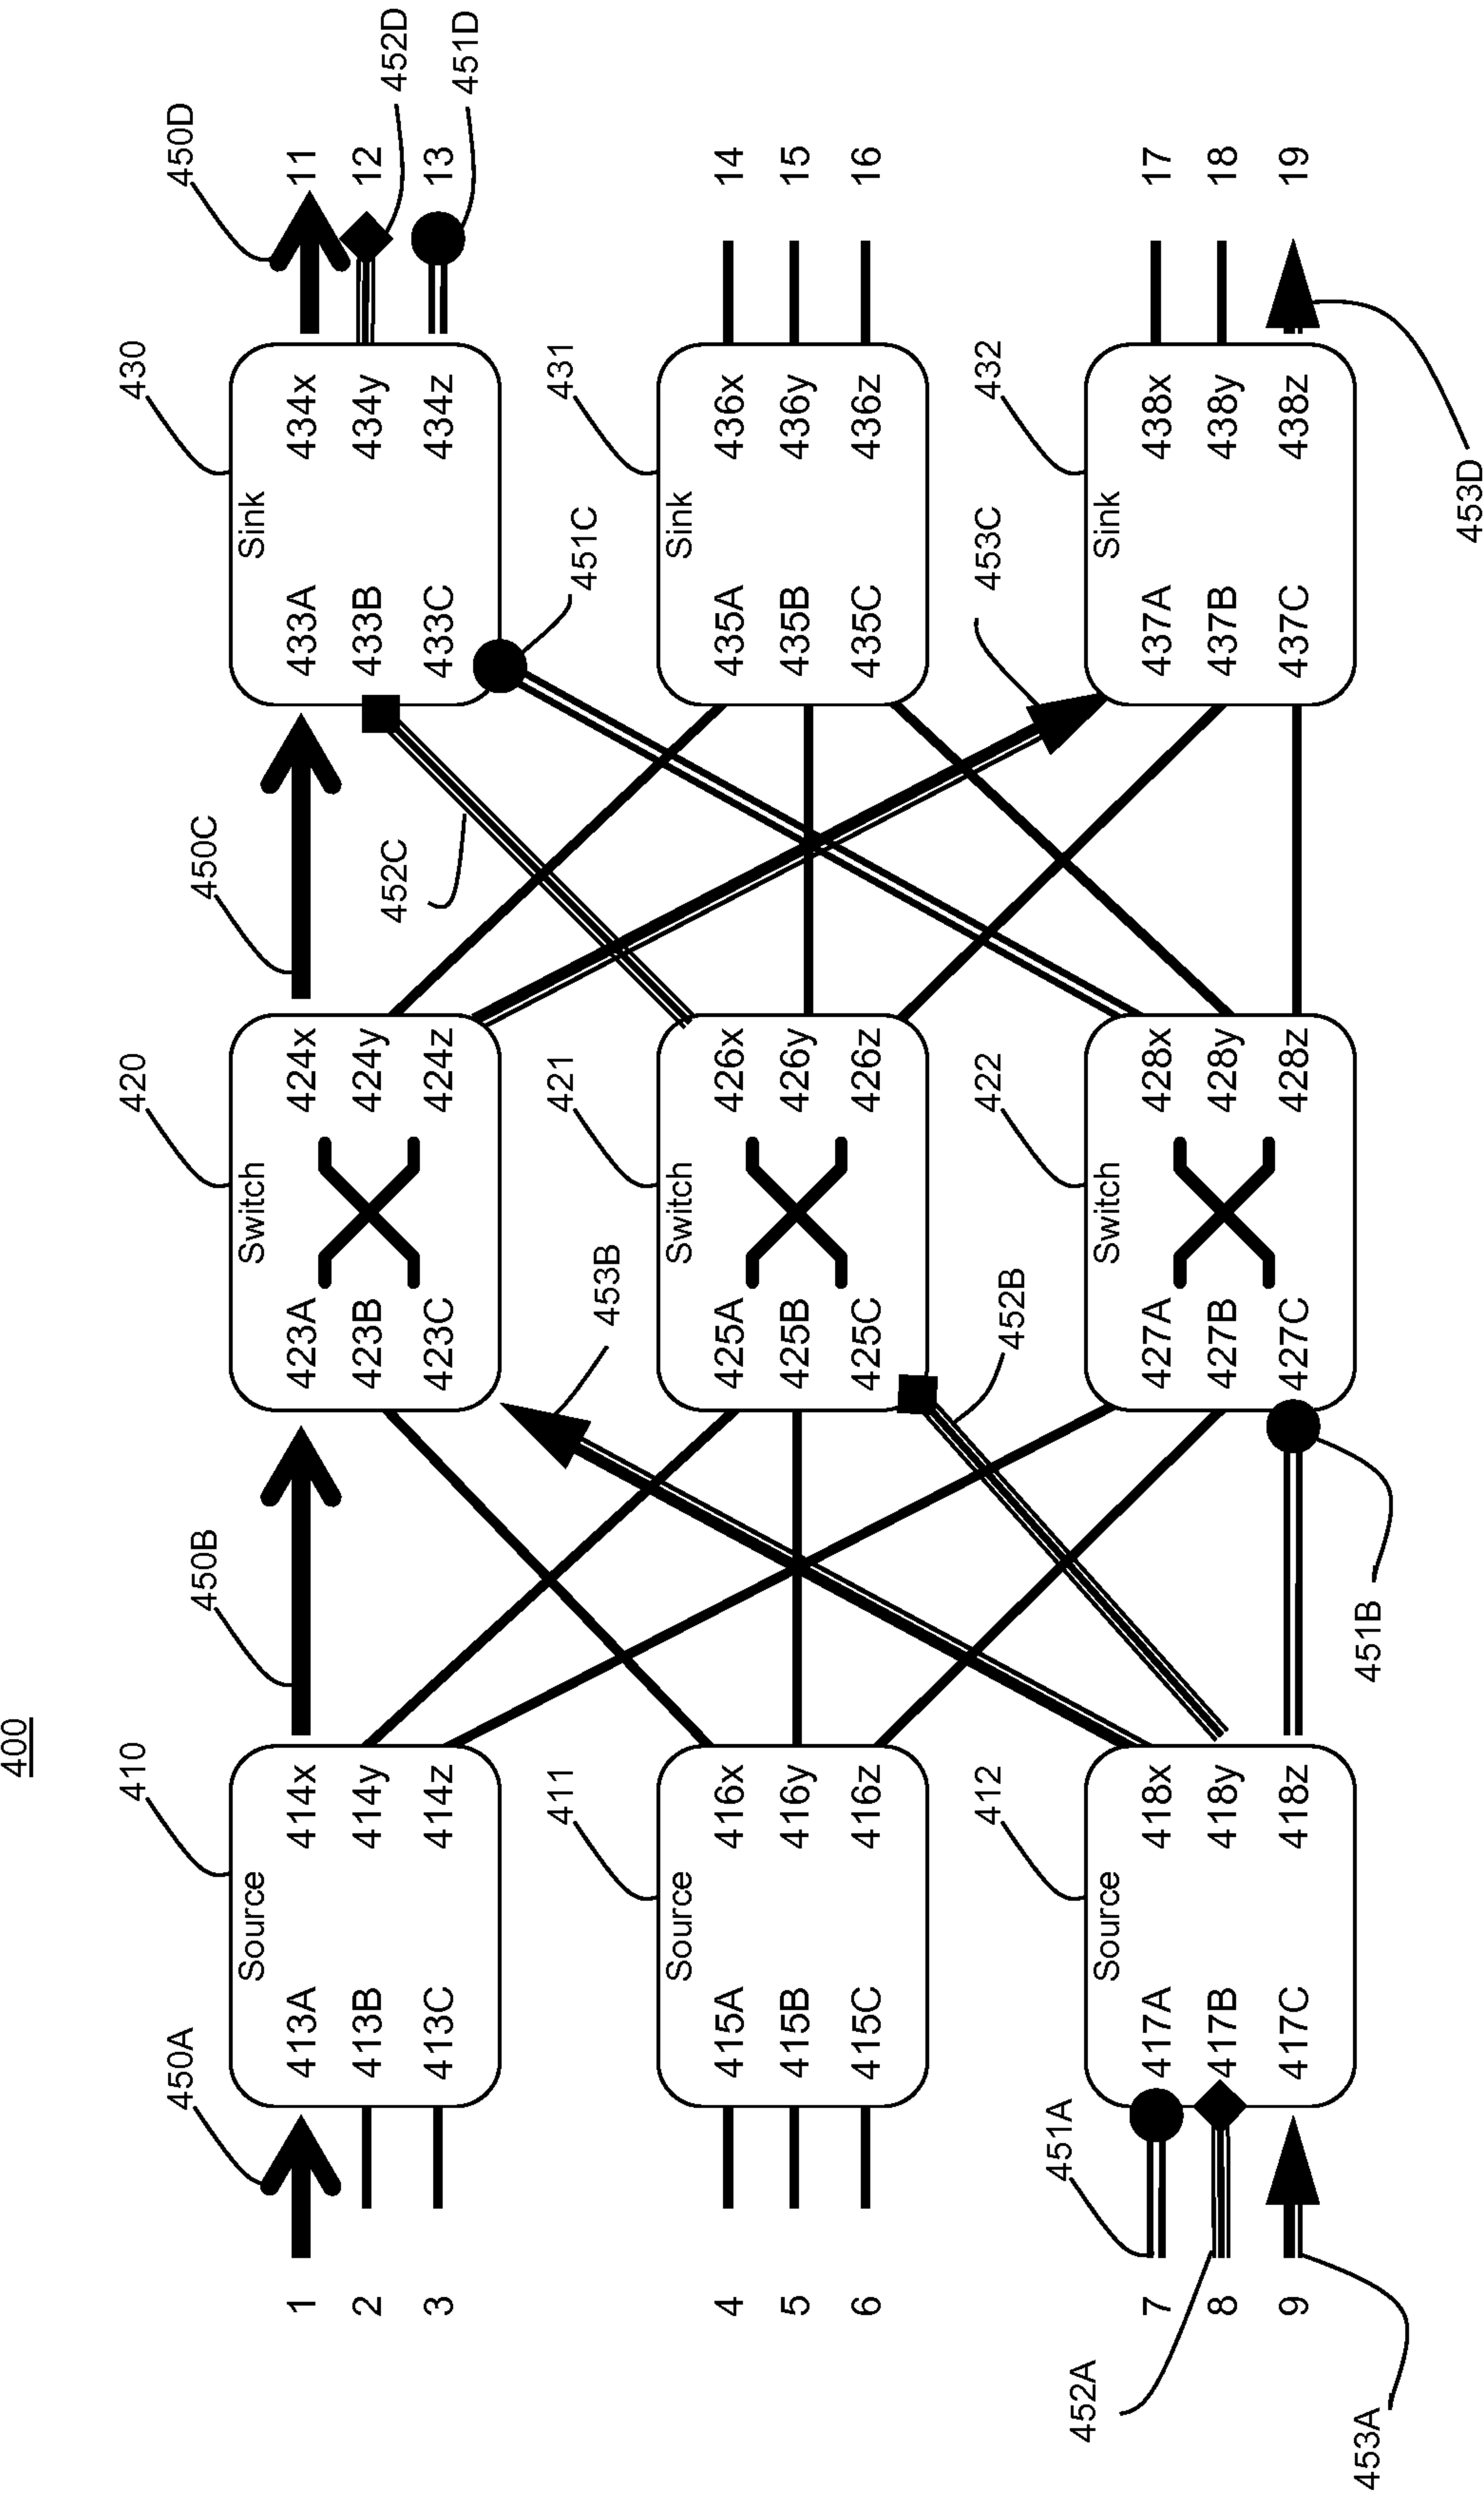 400
410
420
430
450A
450B
450C
450D
Source
Switch
Sink
1
413A
414x
423A
424x
433A
434x
11
2
413B
414y
423B
424y
433B
434y
12
3
413C
414z
423C
424z
433C
434z
13
452D
451D
452C
451C
453B
411
421
431
Source
Switch
Sink
4
415A
416x
425A
426x
435A
436x
14
5
415B
416y
425B
426y
435B
436y
15
6
415C
416z
425C
426z
435C
436z
16
412
422
432
451A
452B
453C
Source
Switch
Sink
7
417A
418x
427A
428x
437A
438x
17
8
417B
418y
427B
428y
437B
438y
18
9
417C
418z
427C
428z
437C
438z
19
452A
453A
451B
453D